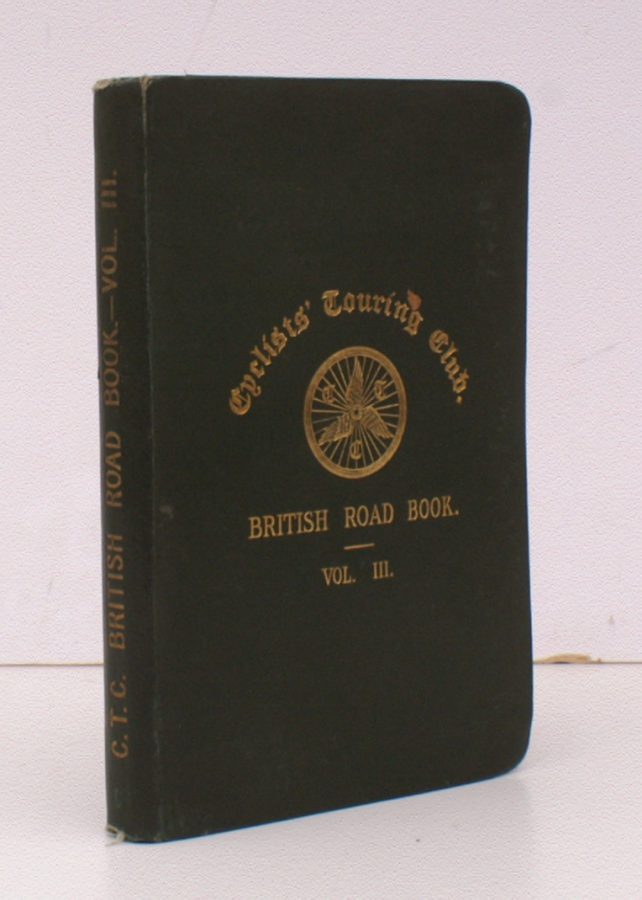 Cyclists' Touring Club.
C T C
BRITISH ROAD BOOK.
VOL. III.
C. T. C. BRITISH ROAD BOOK.—VOL. III.